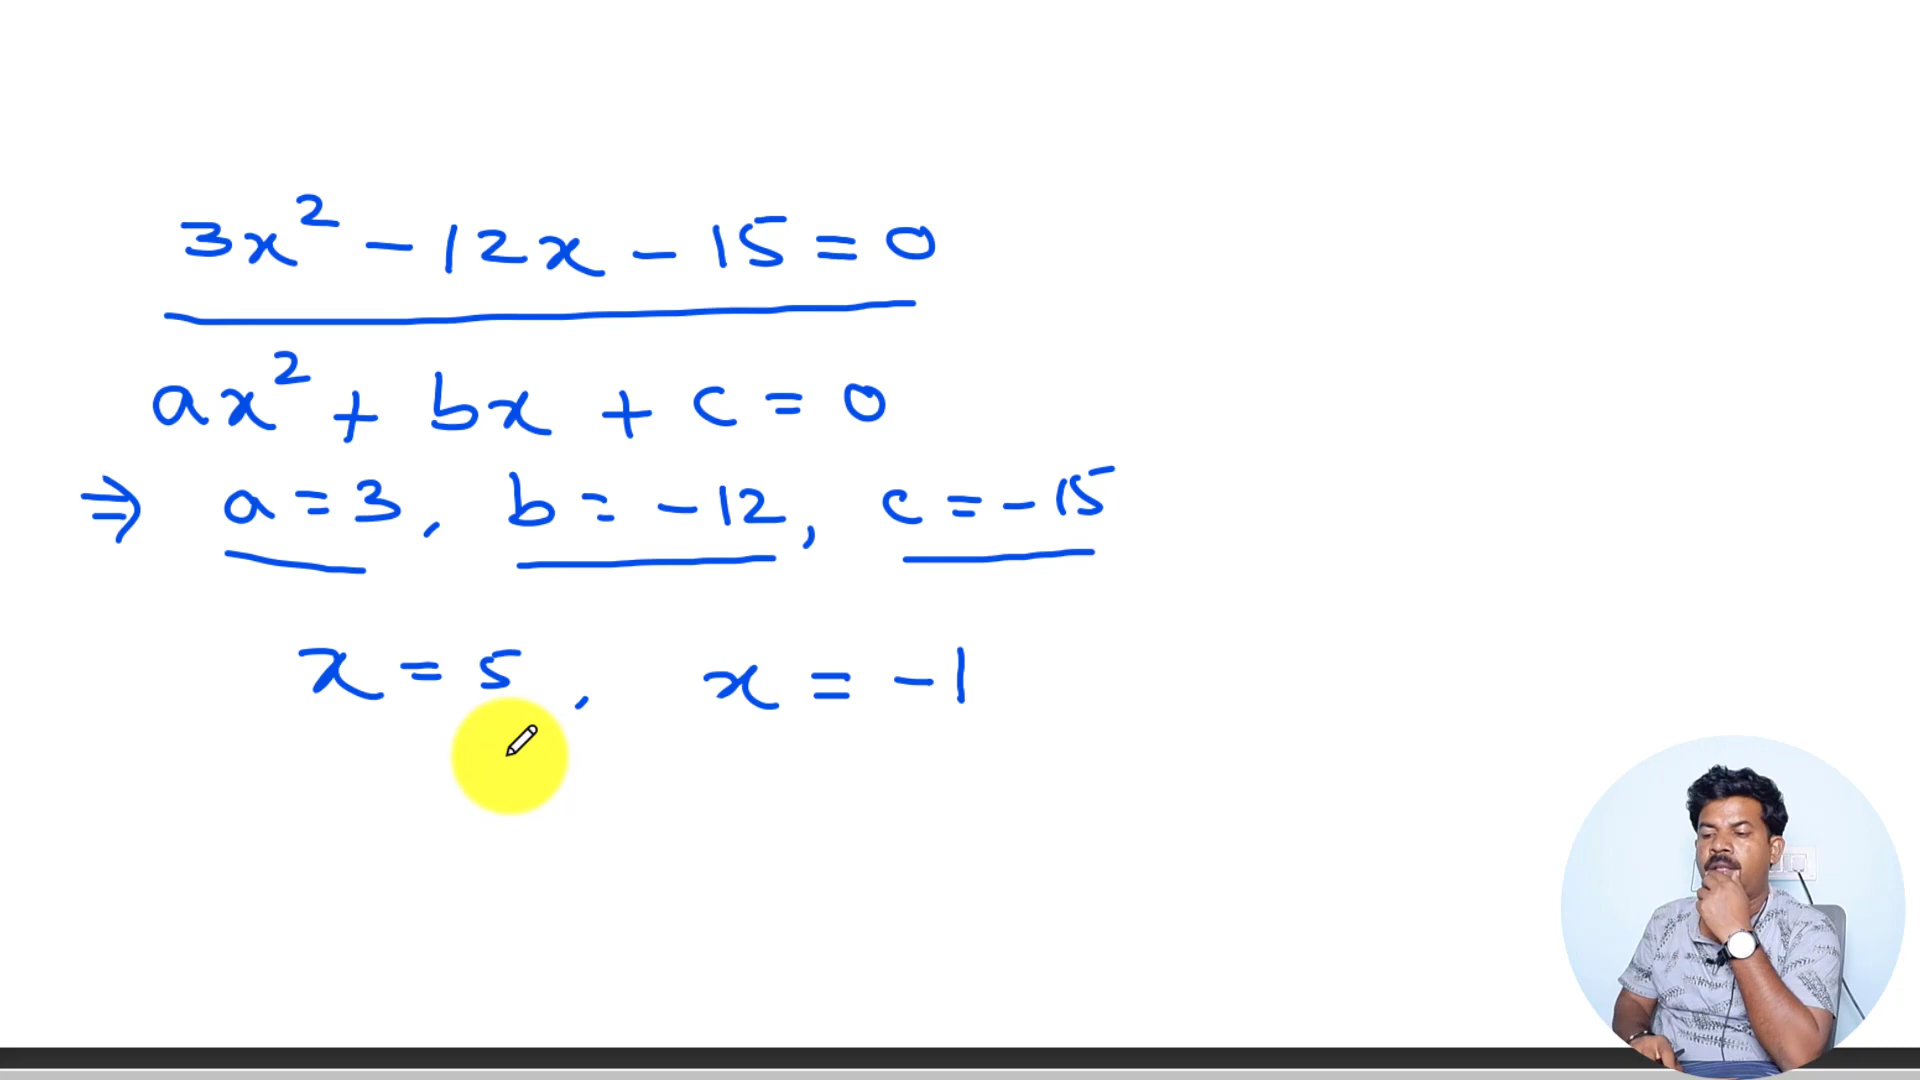 3x² - 12x - 15 = 0
ax² + bx + c = 0
⇒ a = 3, b = -12, c = -15
x = 5, x = -1